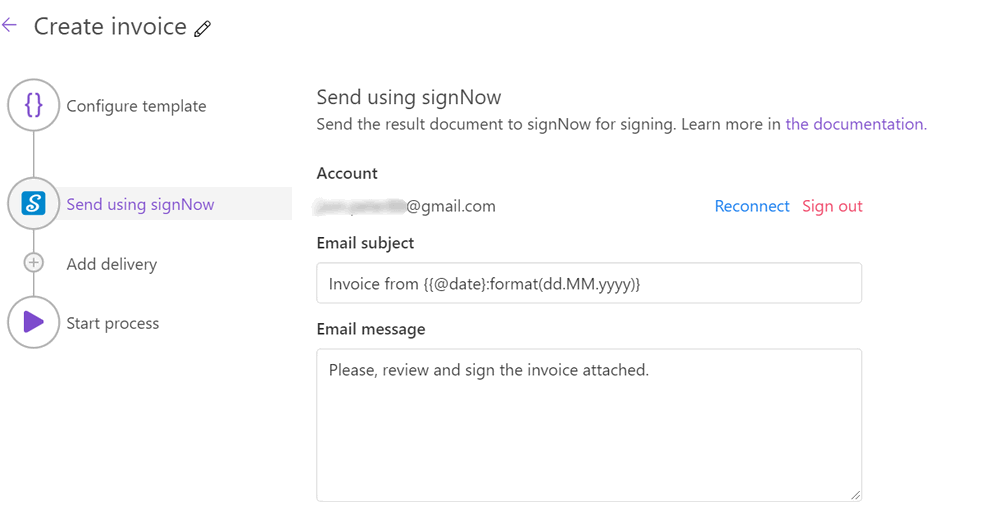 Create invoice
{} Configure template
Send using signNow
Send the result document to signNow for signing. Learn more in the documentation.
Account
S Send using signNow
@gmail.com Reconnect Sign out
Email subject
Add delivery
Invoice from {{@date}:format(dd.MM.yyyy)}
Start process
Email message
Please, review and sign the invoice attached.